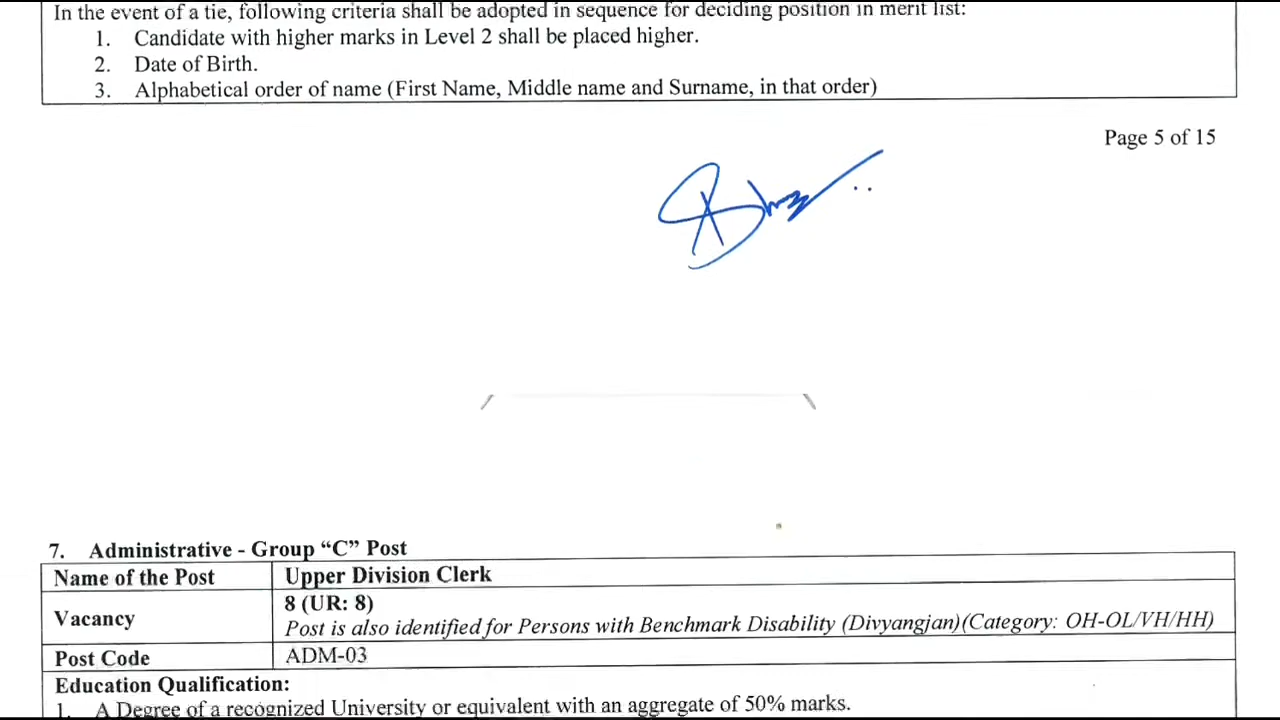 In the event of a tie, following criteria shall be adopted in sequence for deciding position in merit list:
1. Candidate with higher marks in Level 2 shall be placed higher.
2. Date of Birth.
3. Alphabetical order of name (First Name, Middle name and Surname, in that order)
Page 5 of 15
7. Administrative - Group “C” Post
Name of the Post Upper Division Clerk
Vacancy 8 (UR: 8)
Post is also identified for Persons with Benchmark Disability (Divyangjan)(Category: OH-OL/VH/HH)
Post Code ADM-03
Education Qualification:
1. A Degree of a recognized University or equivalent with an aggregate of 50% marks.